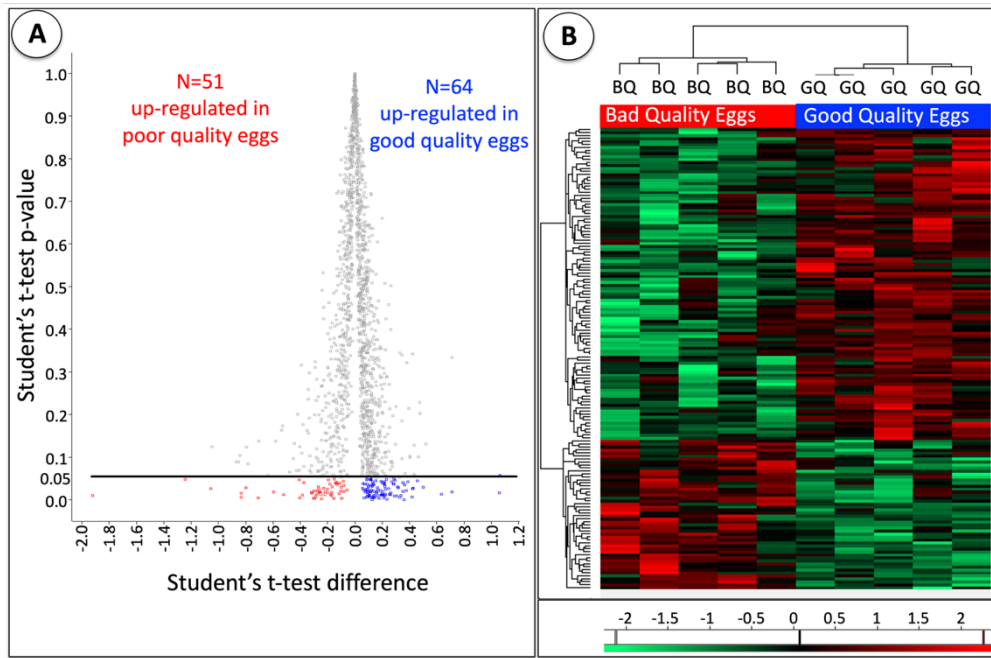 A
N=51
up-regulated in
poor quality eggs
N=64
up-regulated in
good quality eggs
Student's t-test p-value
1.0
0.9
0.8
0.7
0.6
0.5
0.4
0.3
0.2
0.1
0.05
0.0
-2.0 -1.8 -1.6 -1.4 -1.2 -1.0 -0.8 -0.6 -0.4 -0.2 0.0 0.2 0.4 0.6 0.8 1.0 1.2
Student's t-test difference
B
BQ BQ BQ BQ BQ GQ GQ GQ GQ GQ
Bad Quality Eggs Good Quality Eggs
-2 -1.5 -1 -0.5 0 0.5 1 1.5 2